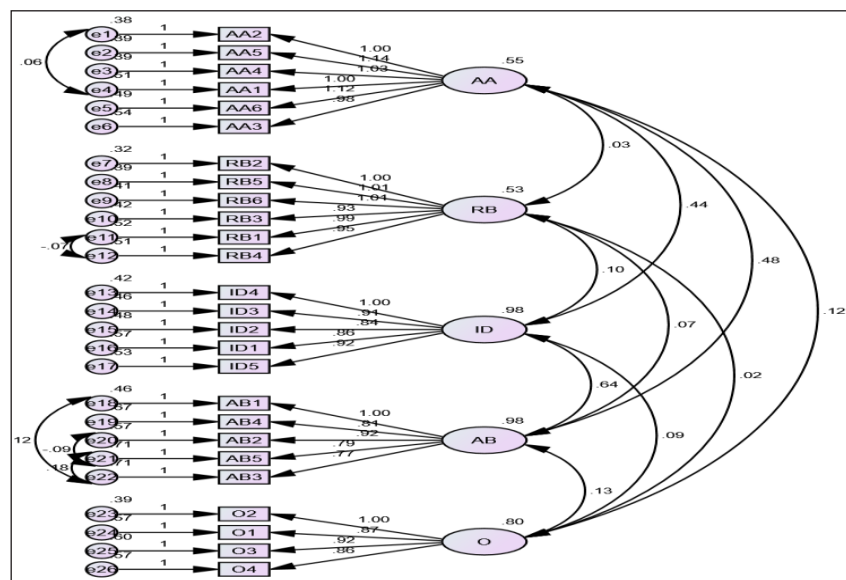 .38
e1 1 AA2 1.00
.39
e2 1 AA5 1.14
.39
e3 1 AA4 1.03
.51
e4 1 AA1 1.00
.49
e5 1 AA6 1.12
.54
e6 1 AA3 .98
.06
AA .55
.03
.32
e7 1 RB2 1.00
.39
e8 1 RB5 1.01
.41
e9 1 RB6 1.01
.42
e10 1 RB3 .93
.52
e11 1 RB1 .99
.51
e12 1 RB4 .95
-.07
RB .53
.44
.10
.48
.42
e13 1 ID4 1.00
.46
e14 1 ID3 .91
.48
e15 1 ID2 .84
.57
e16 1 ID1 .86
.53
e17 1 ID5 .92
ID .98
.07
.12
.64
.02
.46
e18 1 AB1 1.00
.67
e19 1 AB4 .81
.57
e20 1 AB2 .92
.71
e21 1 AB5 .79
.71
e22 1 AB3 .77
12
-.09
.18
AB .98
.09
.13
.39
e23 1 O2 1.00
.57
e24 1 O1 .87
.60
e25 1 O3 .92
.57
e26 1 O4 .86
O .80